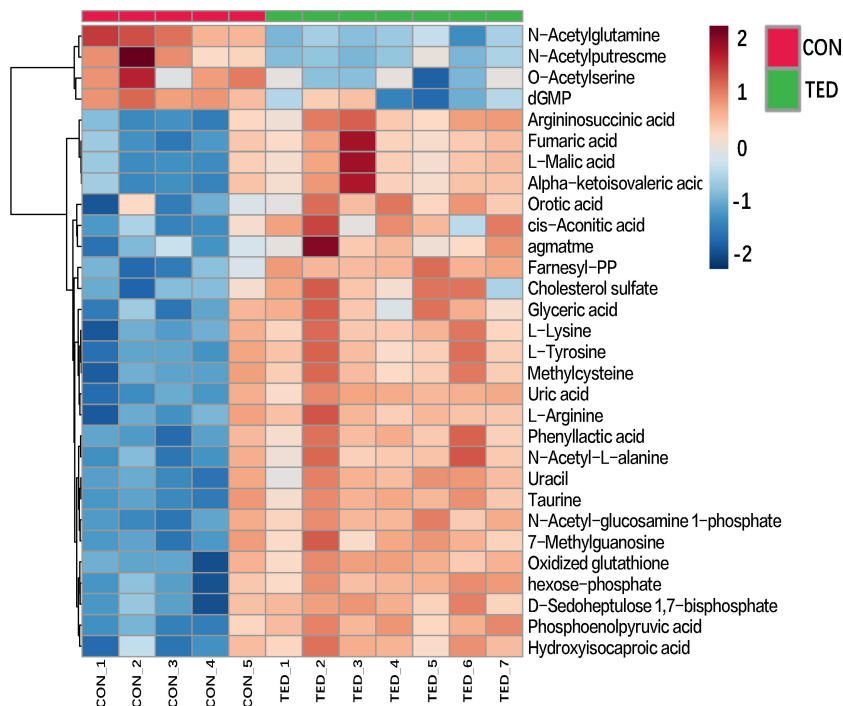 N-Acetylglutamine
N-Acetylputrescme
O-Acetylserine
dGMP
Argininosuccinic acid
Fumaric acid
L-Malic acid
Alpha-ketoisovaleric acid
Orotic acid
cis-Aconitic acid
agmatme
Farnesyl-PP
Cholesterol sulfate
Glyceric acid
L-Lysine
L-Tyrosine
Methylcysteine
Uric acid
L-Arginine
Phenyllactic acid
N-Acetyl-L-alanine
Uracil
Taurine
N-Acetyl-glucosamine 1-phosphate
7-Methylguanosine
Oxidized glutathione
hexose-phosphate
D-Sedoheptulose 1,7-bisphosphate
Phosphoenolpyruvic acid
Hydroxyisocaproic acid
2
1
0
-1
-2
CON
TED
CON_1
CON_2
CON_3
CON_4
CON_5
TED_1
TED_2
TED_3
TED_4
TED_5
TED_6
TED_7